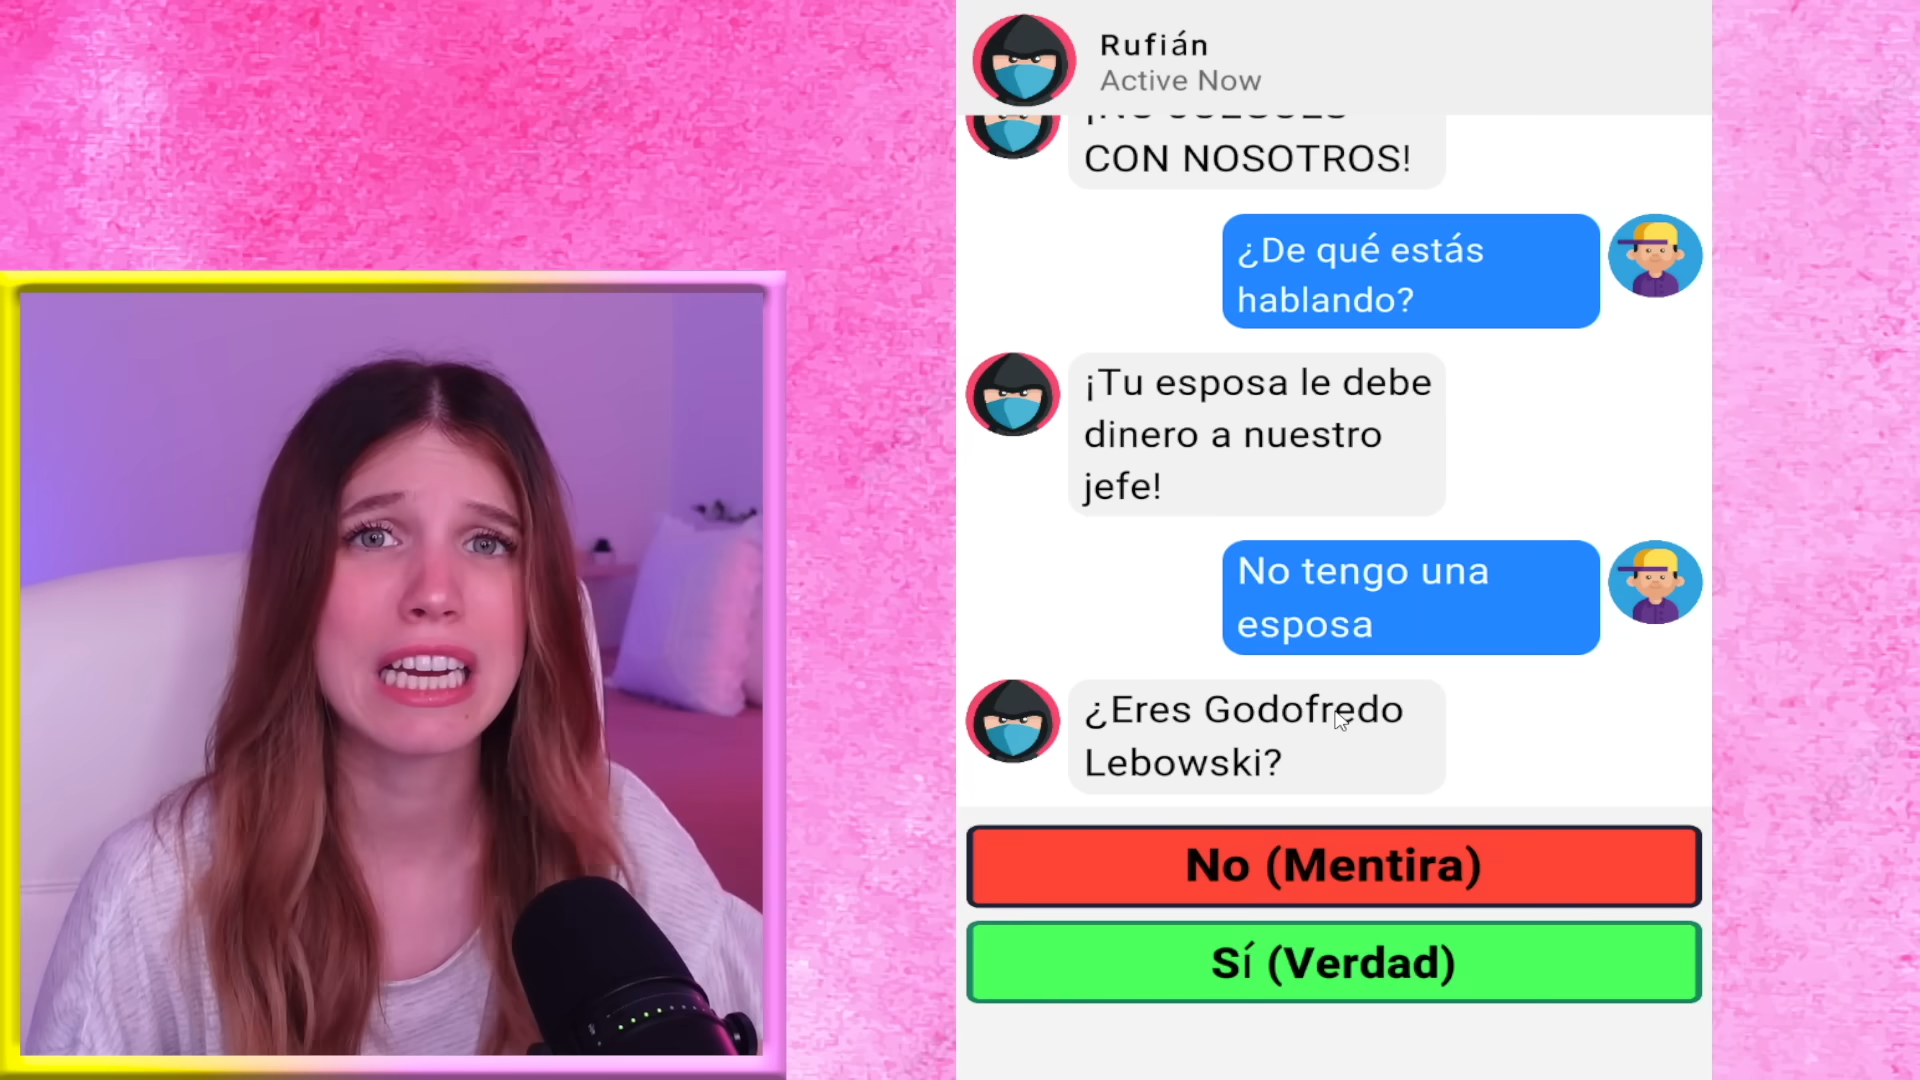 Rufián
Active Now
CON NOSOTROS!
¿De qué estás
hablando?
¡Tu esposa le debe
dinero a nuestro
jefe!
No tengo una
esposa
¿Eres Godofredo
Lebowski?
No (Mentira)
Sí (Verdad)